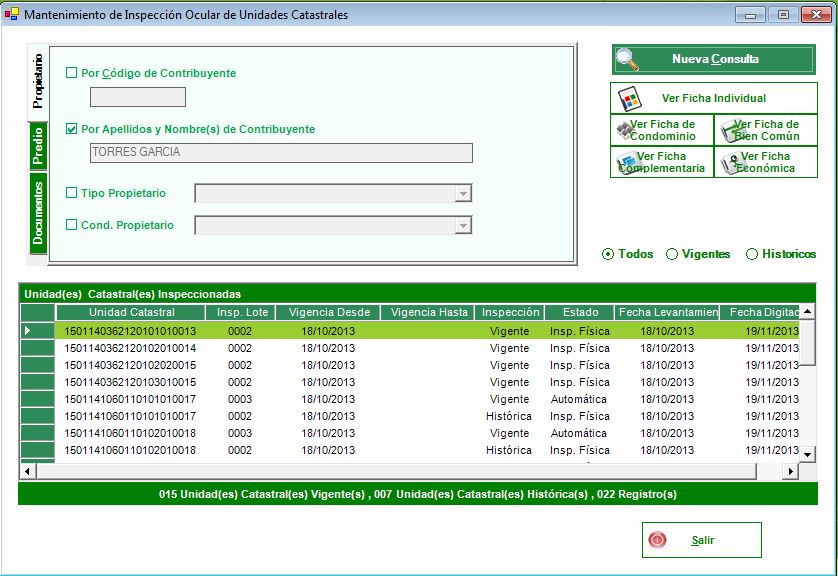 Mantenimiento de Inspección Ocular de Unidades Catastrales
Propietario
Predio
Documentos
Por Código de Contribuyente
Por Apellidos y Nombre(s) de Contribuyente
TORRES GARCIA
Tipo Propietario
Cond. Propietario
Nueva Consulta
Ver Ficha Individual
Ver Ficha de Condominio
Ver Ficha de Bien Común
Ver Ficha Complementaria
Ver Ficha Económica
Todos Vigentes Historicos
Unidad(es) Catastral(es) Inspeccionadas
Unidad Catastral Insp. Lote Vigencia Desde Vigencia Hasta Inspección Estado Fecha Levantamien Fecha Digitac
1501140362120101010013 0002 18/10/2013 Vigente Insp. Física 18/10/2013 19/11/2013
1501140362120102010014 0002 18/10/2013 Vigente Insp. Física 18/10/2013 19/11/2013
1501140362120102020015 0002 18/10/2013 Vigente Insp. Física 18/10/2013 19/11/2013
1501140362120103010015 0002 18/10/2013 Vigente Insp. Física 18/10/2013 19/11/2013
1501141060110101010017 0003 18/10/2013 Vigente Automática 18/10/2013 19/11/2013
1501141060110101010017 0002 18/10/2013 Histórica Insp. Física 18/10/2013 19/11/2013
1501141060110102010018 0003 18/10/2013 Vigente Automática 18/10/2013 19/11/2013
1501141060110102010018 0002 18/10/2013 Histórica Insp. Física 18/10/2013 19/11/2013
015 Unidad(es) Catastral(es) Vigente(s) , 007 Unidad(es) Catastral(es) Histórica(s) , 022 Registro(s)
Salir